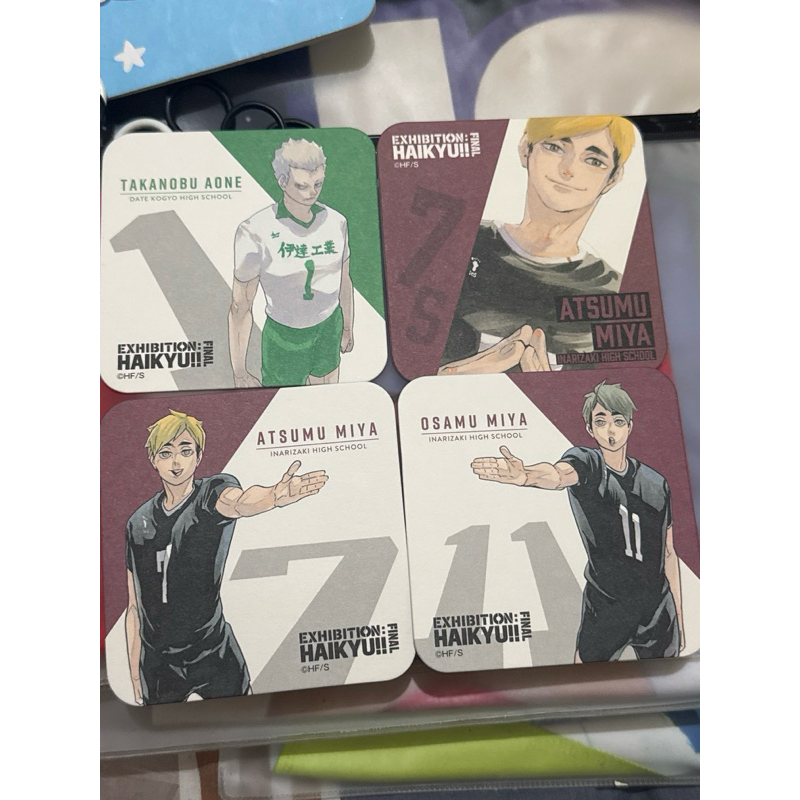 TAKANOBU AONE
DATE KOGYO HIGH SCHOOL
伊達工業
1
1
EXHIBITION:
HAIKYU!!
FINAL
©HF/S
EXHIBITION:
HAIKYU!!
FINAL
©HF/S
7
S
ATSUMU
MIYA
INARIZAKI HIGH SCHOOL
ATSUMU MIYA
INARIZAKI HIGH SCHOOL
7
7
EXHIBITION:
HAIKYU!!
FINAL
©HF/S
OSAMU MIYA
INARIZAKI HIGH SCHOOL
11
11
EXHIBITION:
HAIKYU!!
FINAL
©HF/S